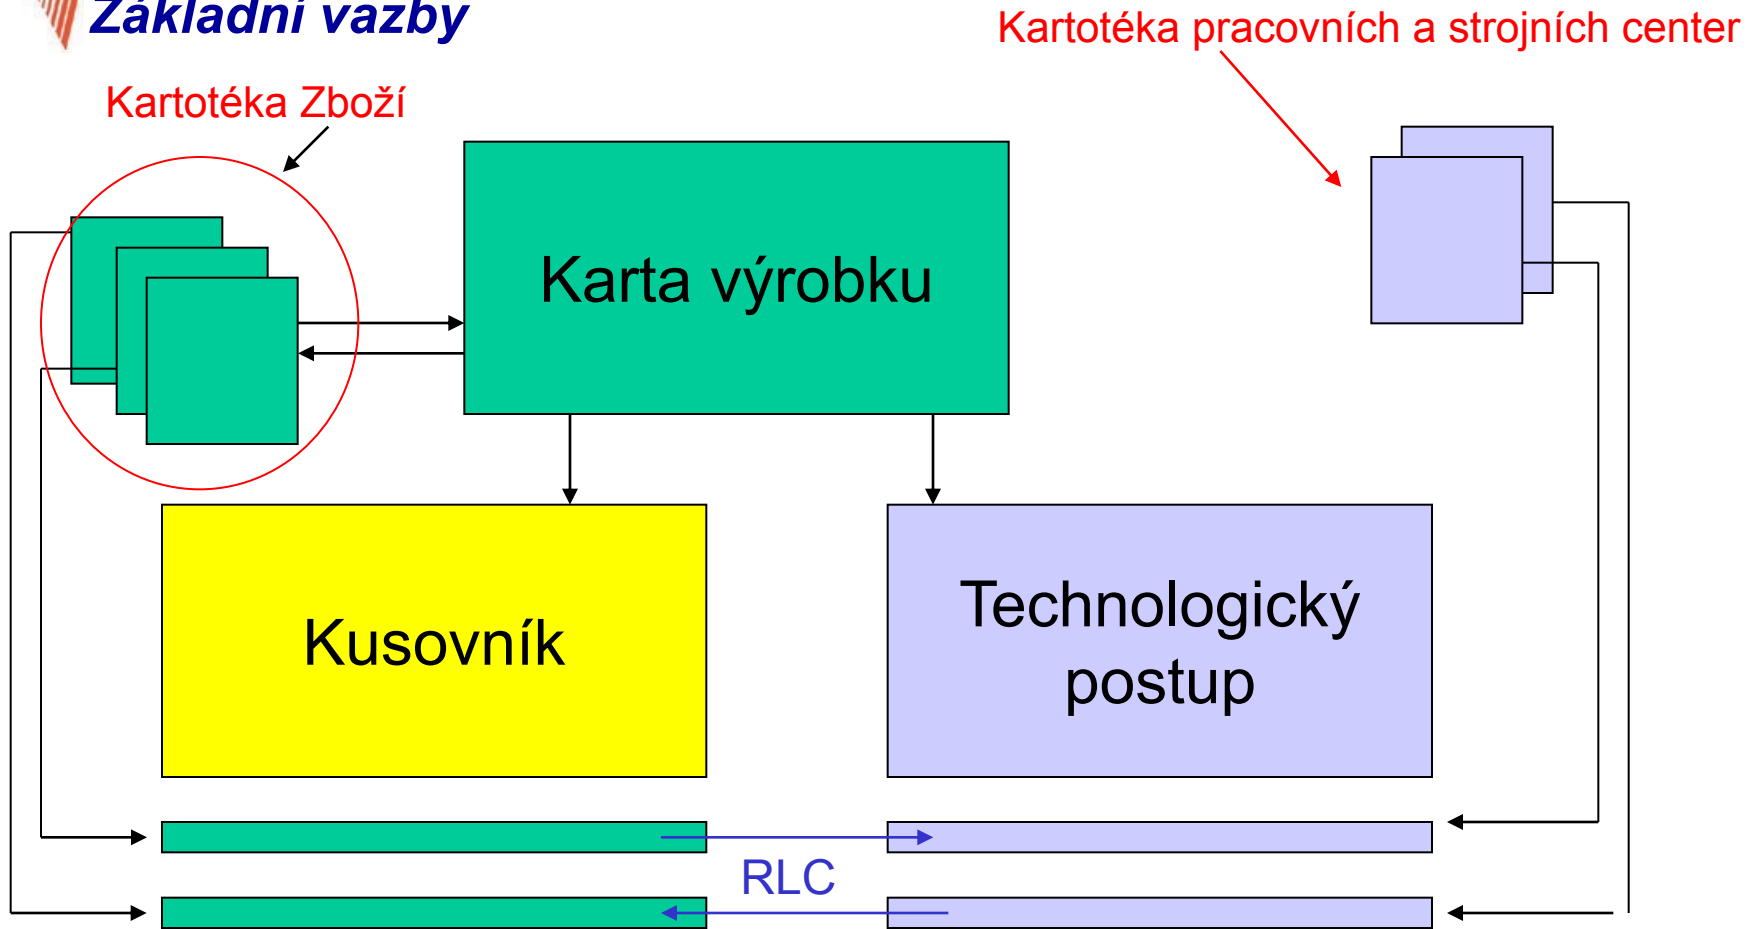 Základní vazby
Kartotéka pracovních a strojních center
Kartotéka Zboží
Karta výrobku
Kusovník
Technologický
postup
RLC